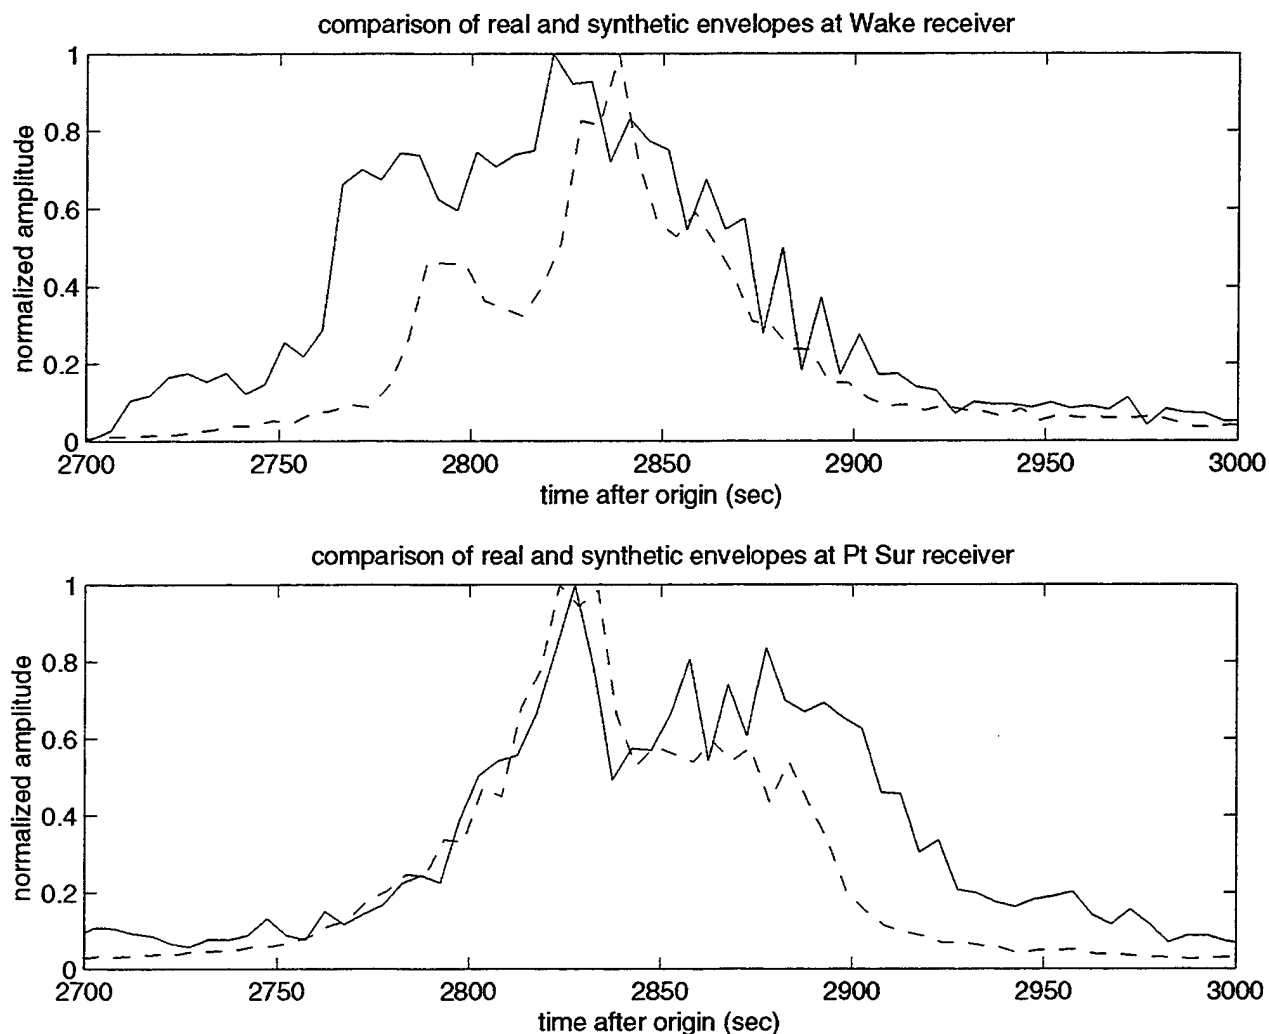 comparison of real and synthetic envelopes at Wake receiver
normalized amplitude
1
0.8
0.6
0.4
0.2
0
2700 2750 2800 2850 2900 2950 3000
time after origin (sec)
comparison of real and synthetic envelopes at Pt Sur receiver
normalized amplitude
1
0.8
0.6
0.4
0.2
0
2700 2750 2800 2850 2900 2950 3000
time after origin (sec)